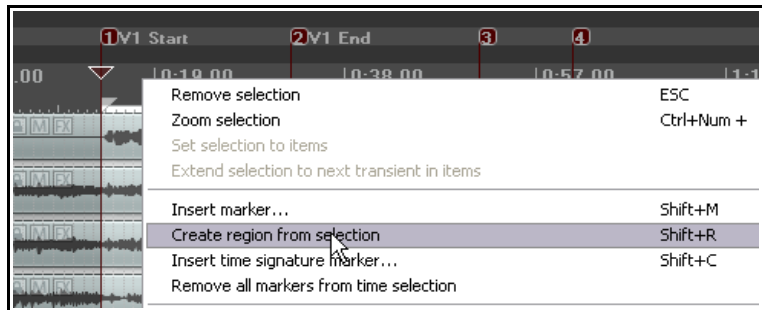 1 V1 Start 2 V1 End 3 4
.00 0:19.00 0:38.00 0:57.00
Remove selection ESC
Zoom selection Ctrl+Num +
Set selection to items
Extend selection to next transient in items
M FX
M FX
Insert marker... Shift+M
Create region from selection Shift+R
M FX
Insert time signature marker... Shift+C
Remove all markers from time selection
M FX